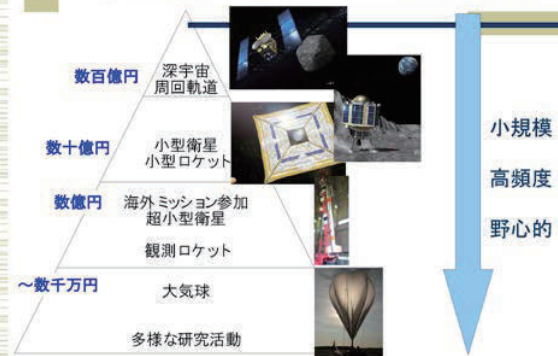 数百億円
深宇宙
周回軌道
数十億円
小型衛星
小型ロケット
数億円
海外ミッション参加
超小型衛星
観測ロケット
～数千万円
大気球
多様な研究活動
小規模
高頻度
野心的